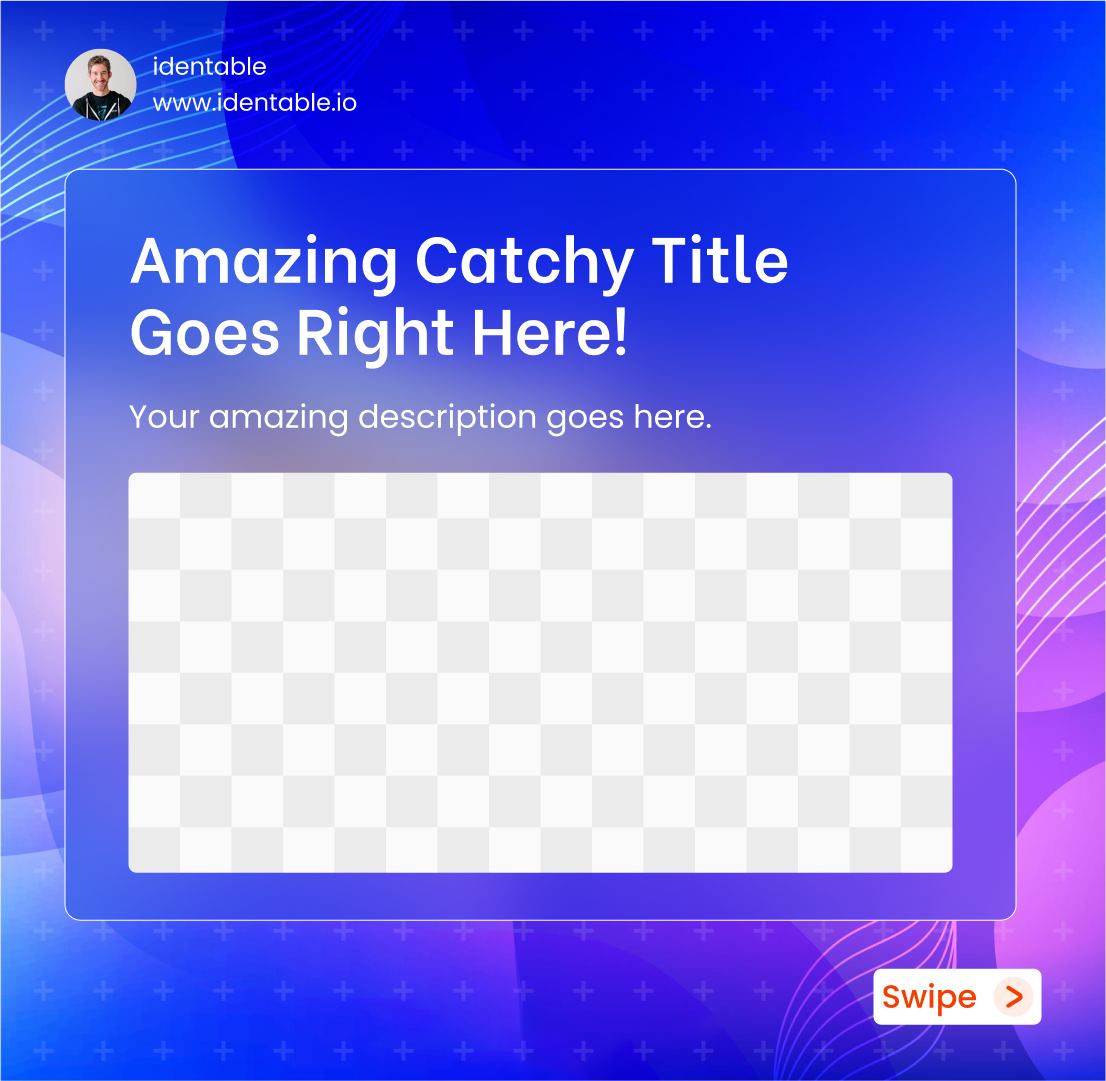 identable
www.identable.io
Amazing Catchy Title
Goes Right Here!
Your amazing description goes here.
Swipe